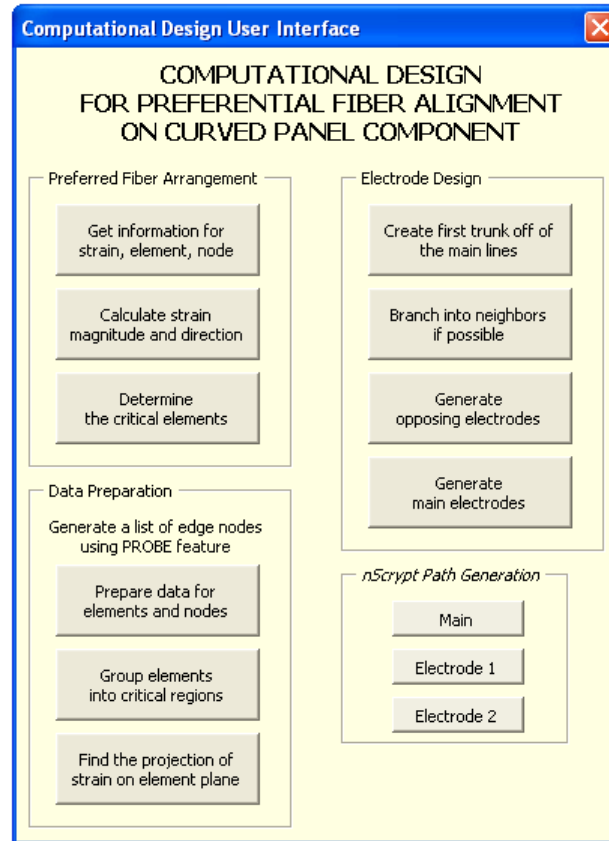 Computational Design User Interface
COMPUTATIONAL DESIGN
FOR PREFERENTIAL FIBER ALIGNMENT
ON CURVED PANEL COMPONENT
Preferred Fiber Arrangement
Get information for
strain, element, node
Calculate strain
magnitude and direction
Determine
the critical elements
Data Preparation
Generate a list of edge nodes
using PROBE feature
Prepare data for
elements and nodes
Group elements
into critical regions
Find the projection of
strain on element plane
Electrode Design
Create first trunk off of
the main lines
Branch into neighbors
if possible
Generate
opposing electrodes
Generate
main electrodes
nScrypt Path Generation
Main
Electrode 1
Electrode 2